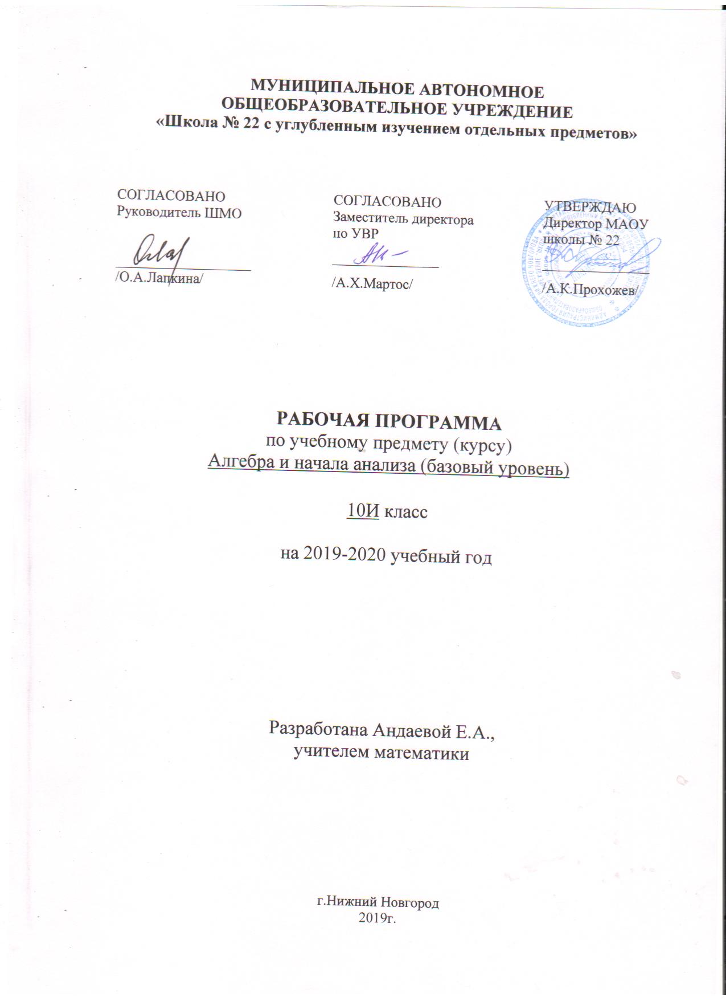 МУНИЦИПАЛЬНОЕ АВТОНОМНОЕ
ОБЩЕОБРАЗОВАТЕЛЬНОЕ УЧРЕЖДЕНИЕ
«Школа № 22 с углубленным изучением отдельных предметов»
СОГЛАСОВАНО
Руководитель ШМО
/О.А.Лапкина/
СОГЛАСОВАНО
Заместитель директора
по УВР
/А.Х.Мартос/
УТВЕРЖДАЮ
Директор МАОУ
школы № 22
/А.К.Прохожев/
РАБОЧАЯ ПРОГРАММА
по учебному предмету (курсу)
Алгебра и начала анализа (базовый уровень)
10И класс
на 2019-2020 учебный год
Разработана Андаевой Е.А.,
учителем математики
г.Нижний Новгород
2019г.